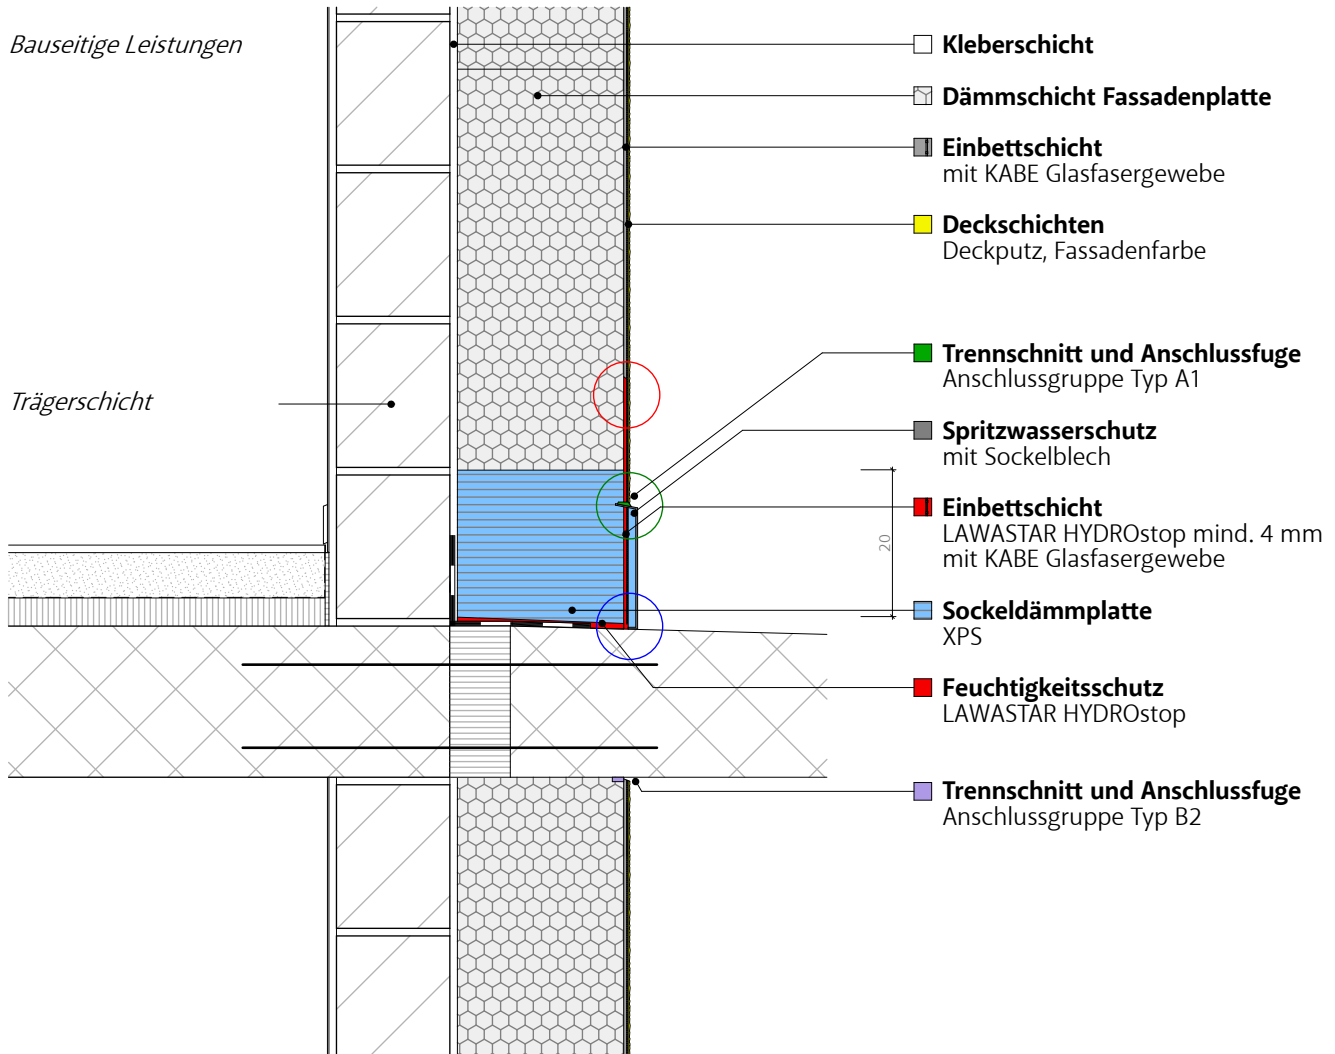 Bauseitige Leistungen
Trägerschicht
Kleberschicht
Dämmschicht Fassadenplatte
Einbettschicht
mit KABE Glasfasergewebe
Deckschichten
Deckputz, Fassadenfarbe
Trennschnitt und Anschlussfuge
Anschlussgruppe Typ A1
Spritzwasserschutz
mit Sockelblech
Einbettschicht
LAWASTAR HYDROstop mind. 4 mm
mit KABE Glasfasergewebe
20
Sockeldämmplatte
XPS
Feuchtigkeitsschutz
LAWASTAR HYDROstop
Trennschnitt und Anschlussfuge
Anschlussgruppe Typ B2